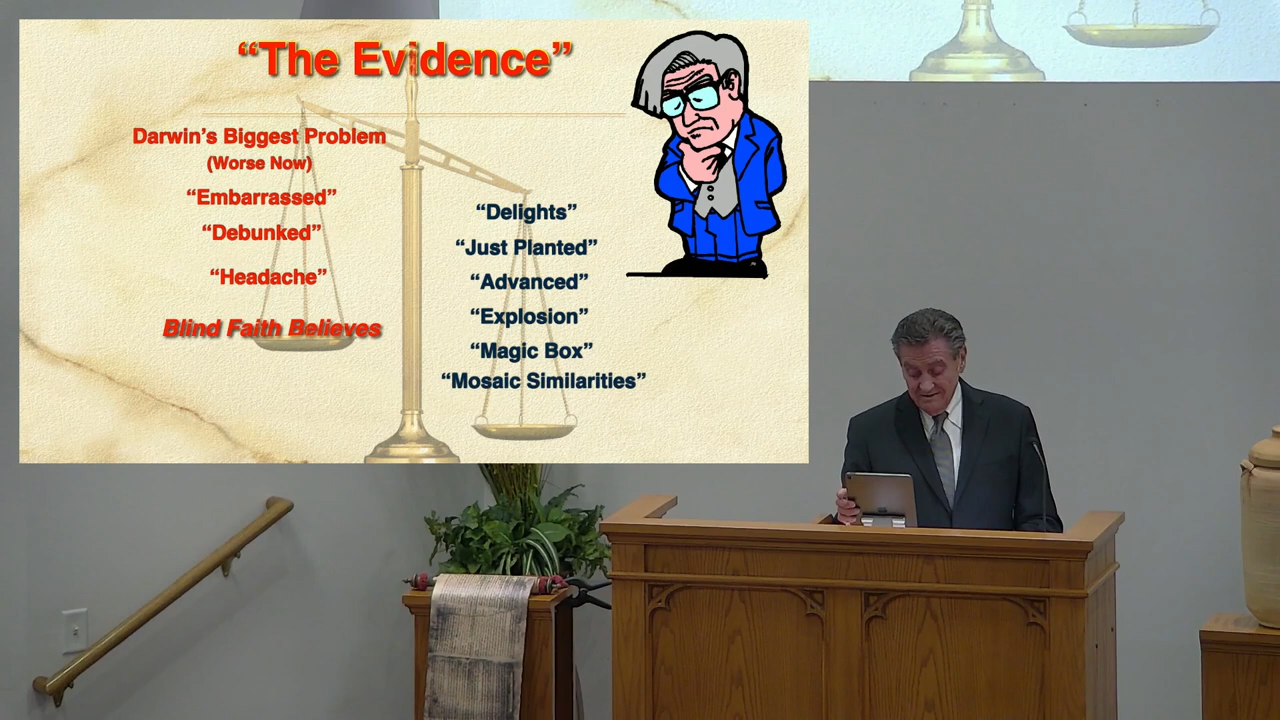 “The Evidence”
Darwin’s Biggest Problem
(Worse Now)
“Embarrassed”
“Debunked”
“Headache”
Blind Faith Believes
“Delights”
“Just Planted”
“Advanced”
“Explosion”
“Magic Box”
“Mosaic Similarities”